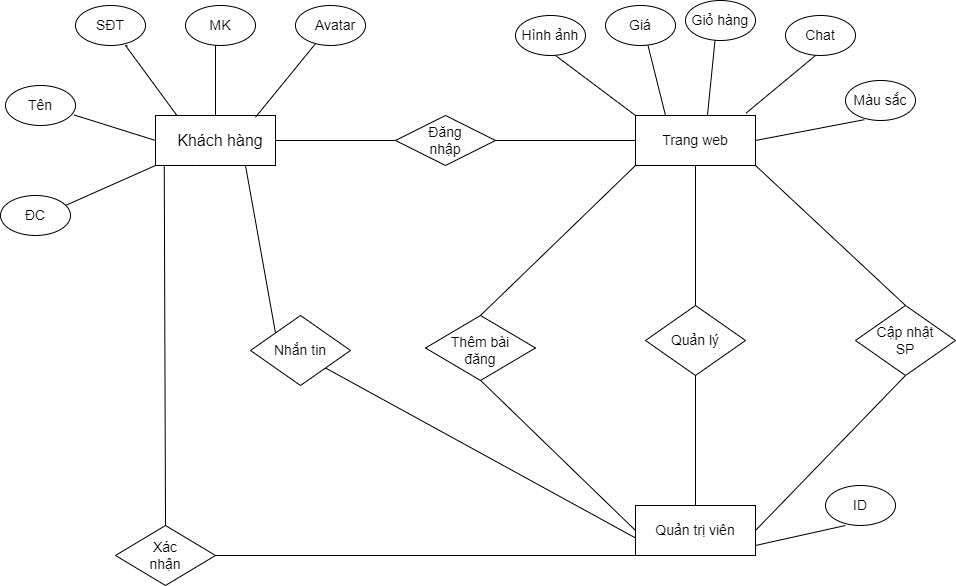 SĐT
MK
Avatar
Hình ảnh
Giá
Giỏ hàng
Chat
Tên
Màu sắc
Khách hàng
Đăng
nhập
Trang web
ĐC
Nhắn tin
Thêm bài
đăng
Quản lý
Cập nhật
SP
ID
Quản trị viên
Xác
nhận